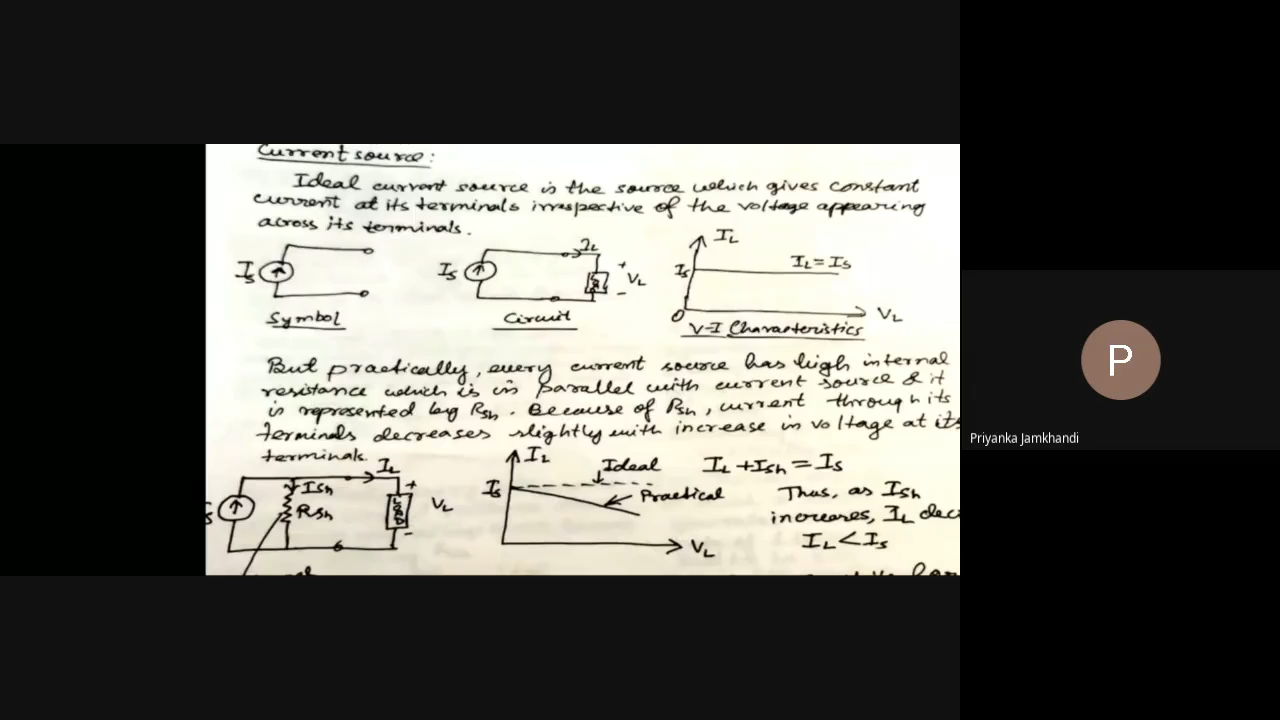 Current source:
Ideal current source is the source which gives constant
current at its terminals irrespective of the voltage appearing
across its terminals.
Is
Symbol
Is
IL
+
VL
-
Circuit
IL
Is
IL = Is
O
VL
V-I Characteristics
But practically, every current source has high internal
resistance which is in parallel with current source & it
is represented by Rsh. Because of Rsh, current through its
terminals decreases slightly with increase in voltage at its
terminals.
s
Ish
Rsh
IL
+
LOAD
-
VL
IL
Is
Ideal
Practical
VL
IL + Ish = Is
Thus, as Ish
increases, IL dec
IL < Is
P
Priyanka Jamkhandi